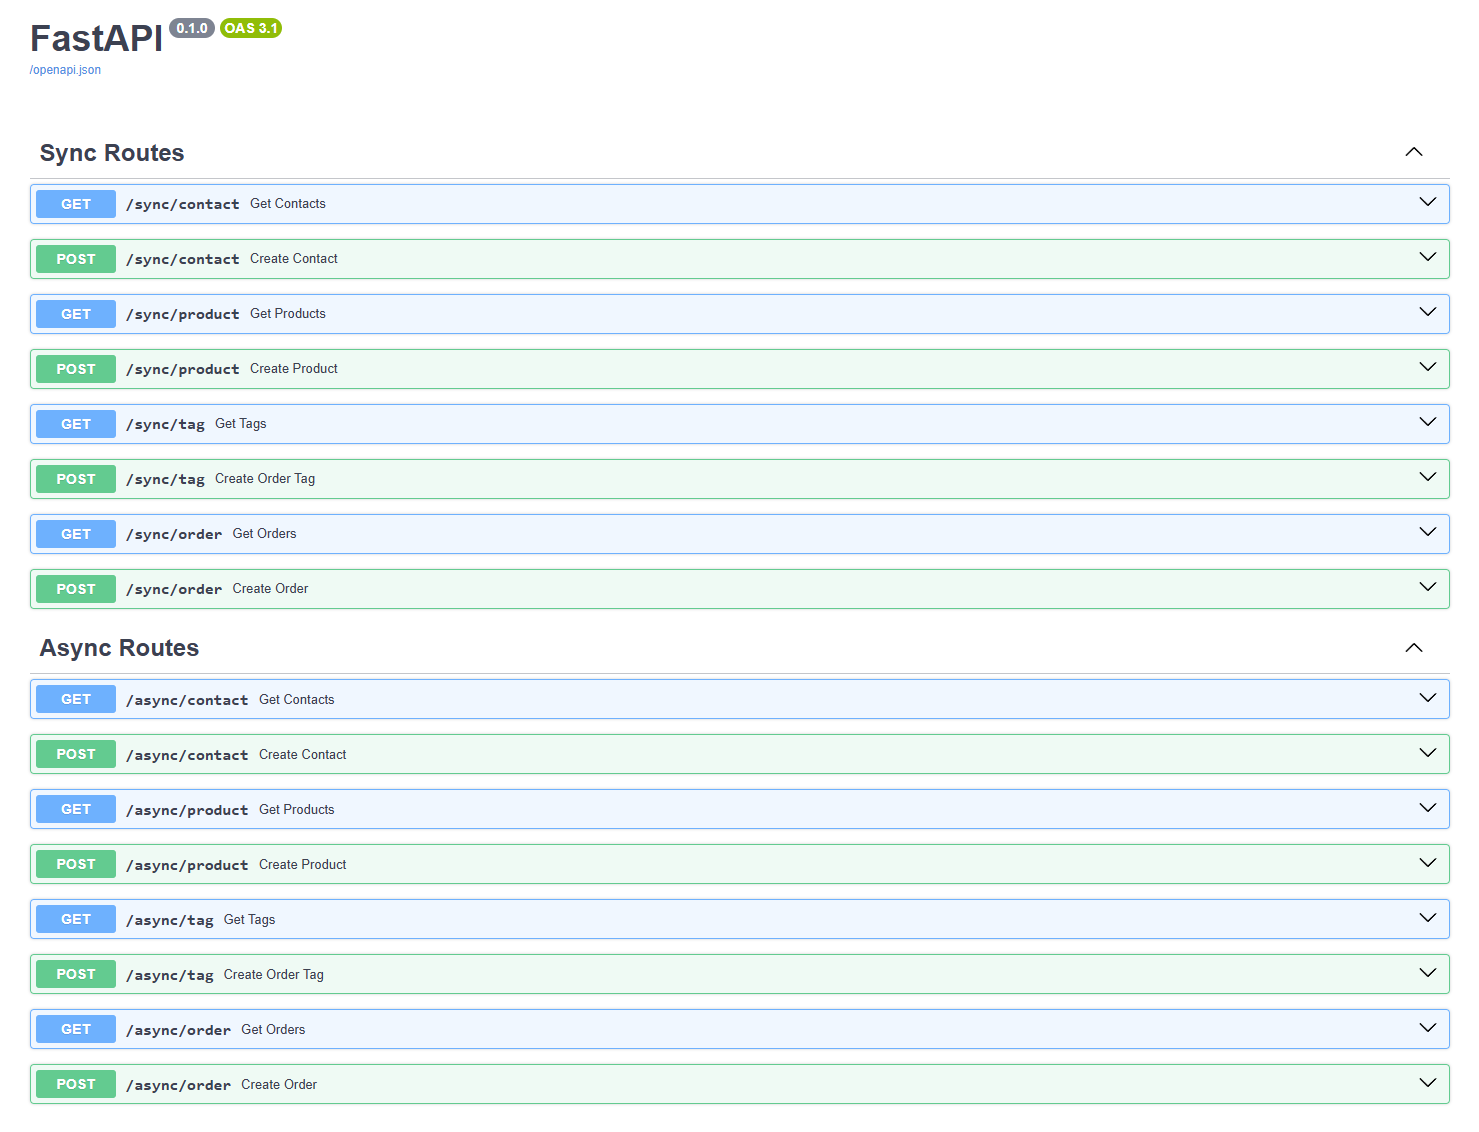 FastAPI 0.1.0 OAS 3.1
/openapi.json
Sync Routes
GET /sync/contact Get Contacts
POST /sync/contact Create Contact
GET /sync/product Get Products
POST /sync/product Create Product
GET /sync/tag Get Tags
POST /sync/tag Create Order Tag
GET /sync/order Get Orders
POST /sync/order Create Order
Async Routes
GET /async/contact Get Contacts
POST /async/contact Create Contact
GET /async/product Get Products
POST /async/product Create Product
GET /async/tag Get Tags
POST /async/tag Create Order Tag
GET /async/order Get Orders
POST /async/order Create Order